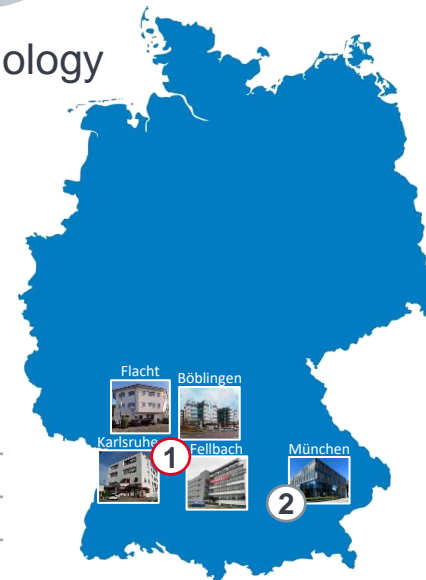 ology
Flacht
Böblingen
Karlsruhe
1
Fellbach
München
2